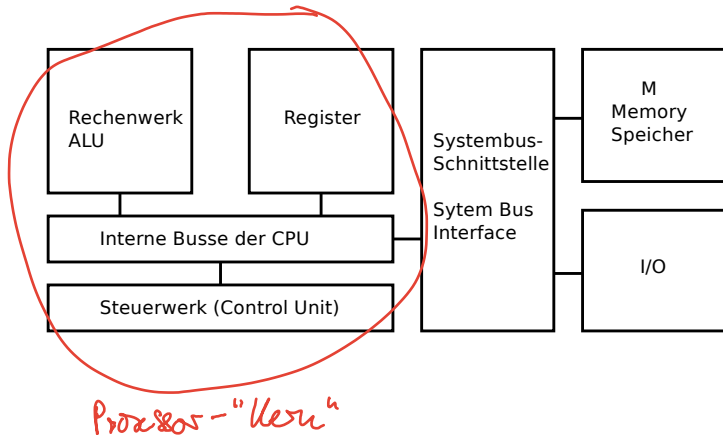 Rechenwerk
ALU
Register
Interne Busse der CPU
Steuerwerk (Control Unit)
Systembus-
Schnittstelle
Sytem Bus
Interface
M
Memory
Speicher
I/O
Prozessor-"Kern"